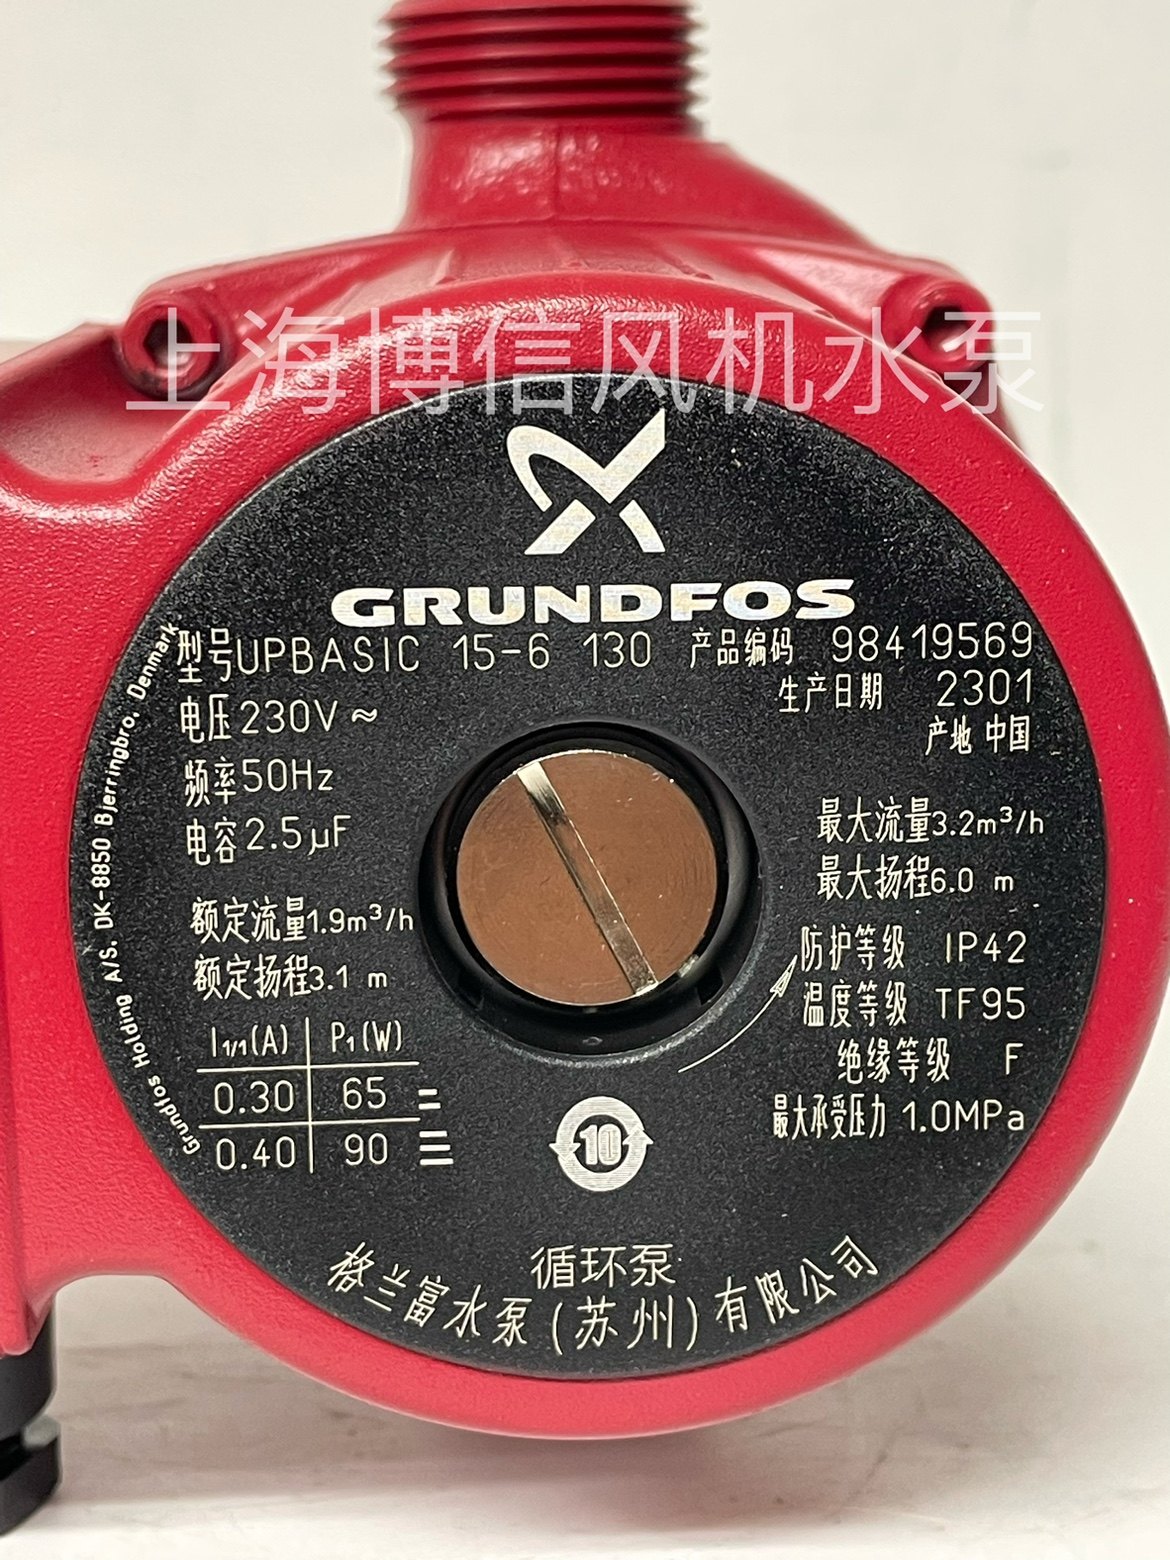 上海博信风机水泵
GRUNDFOS
型号UPBASIC 15-6 130 产品编码 98419569
电压230V≈ 生产日期 2301
产地 中国
频率50Hz
电容2.5µF
最大流量3.2m³/h
最大扬程6.0 m
额定流量1.9m³/h
额定扬程3.1 m
防护等级 IP42
温度等级 TF95
绝缘等级 F
最大承受压力 1.0MPa
I1/1(A) P1(W)
0.30 65
0.40 90
10
循环泵
格兰富水泵(苏州)有限公司
Grundfos Holding A/S. DK-8850 Bjerringbro. Denmark